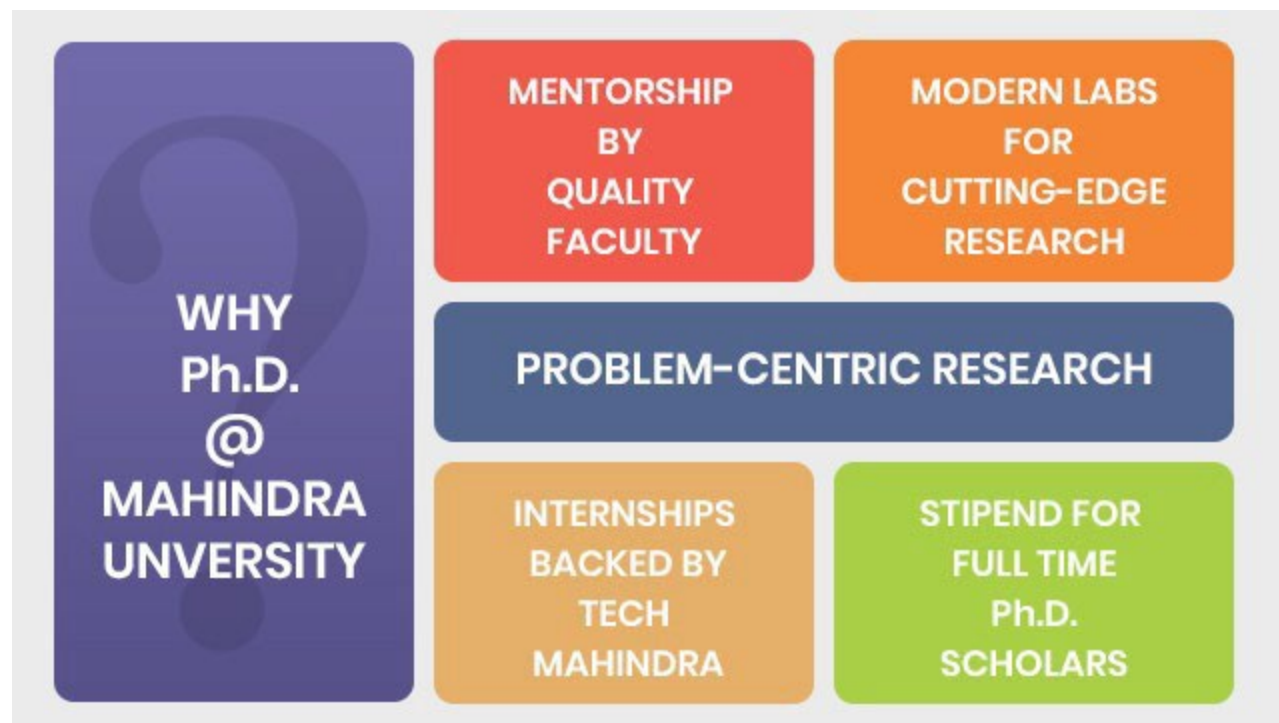 WHY
Ph.D.
@
MAHINDRA
UNVERSITY
MENTORSHIP
BY
QUALITY
FACULTY
MODERN LABS
FOR
CUTTING-EDGE
RESEARCH
PROBLEM-CENTRIC RESEARCH
INTERNSHIPS
BACKED BY
TECH
MAHINDRA
STIPEND FOR
FULL TIME
Ph.D.
SCHOLARS